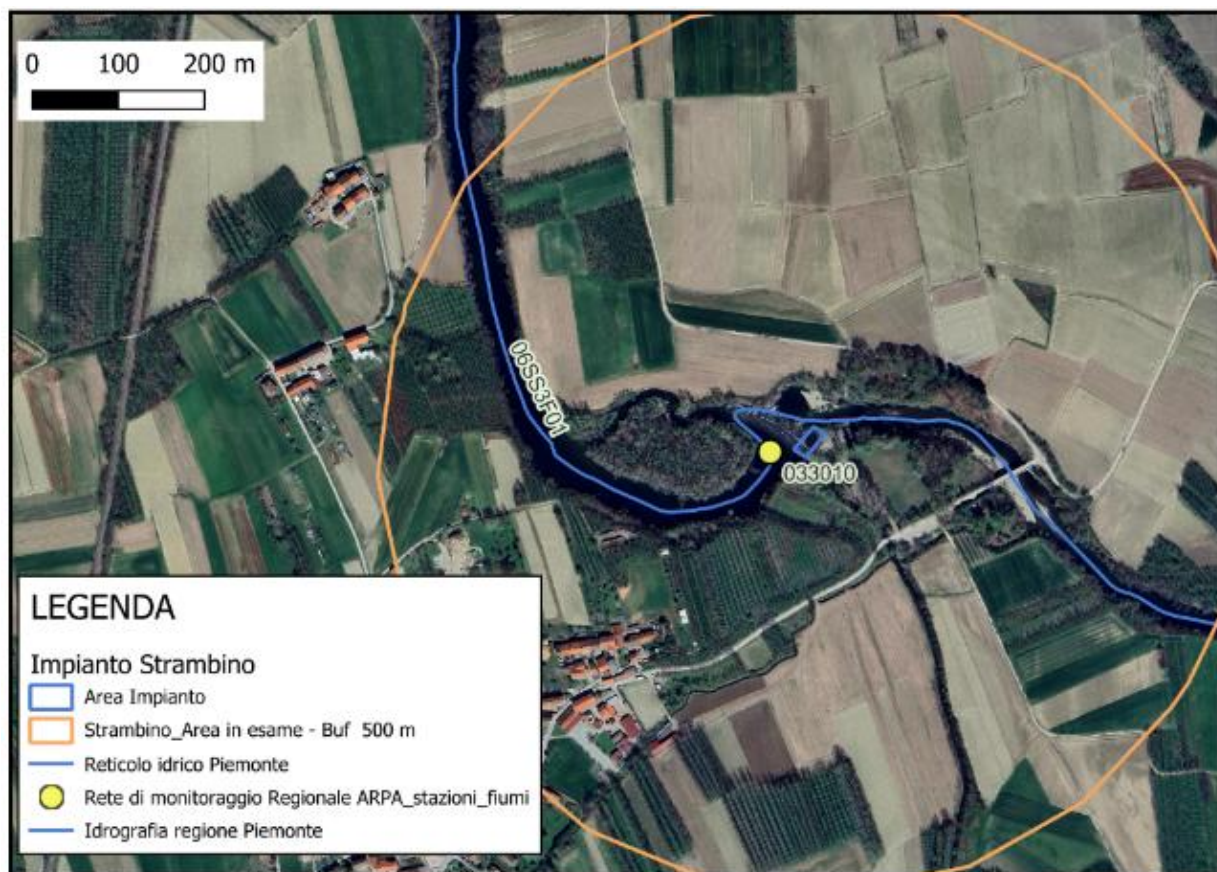 0 100 200 m
06SS3F01
033010
LEGENDA
Impianto Strambino
Area Impianto
Strambino_Area in esame - Buf 500 m
Reticolo idrico Piemonte
Rete di monitoraggio Regionale ARPA_stazioni_fiumi
Idrografia regione Piemonte